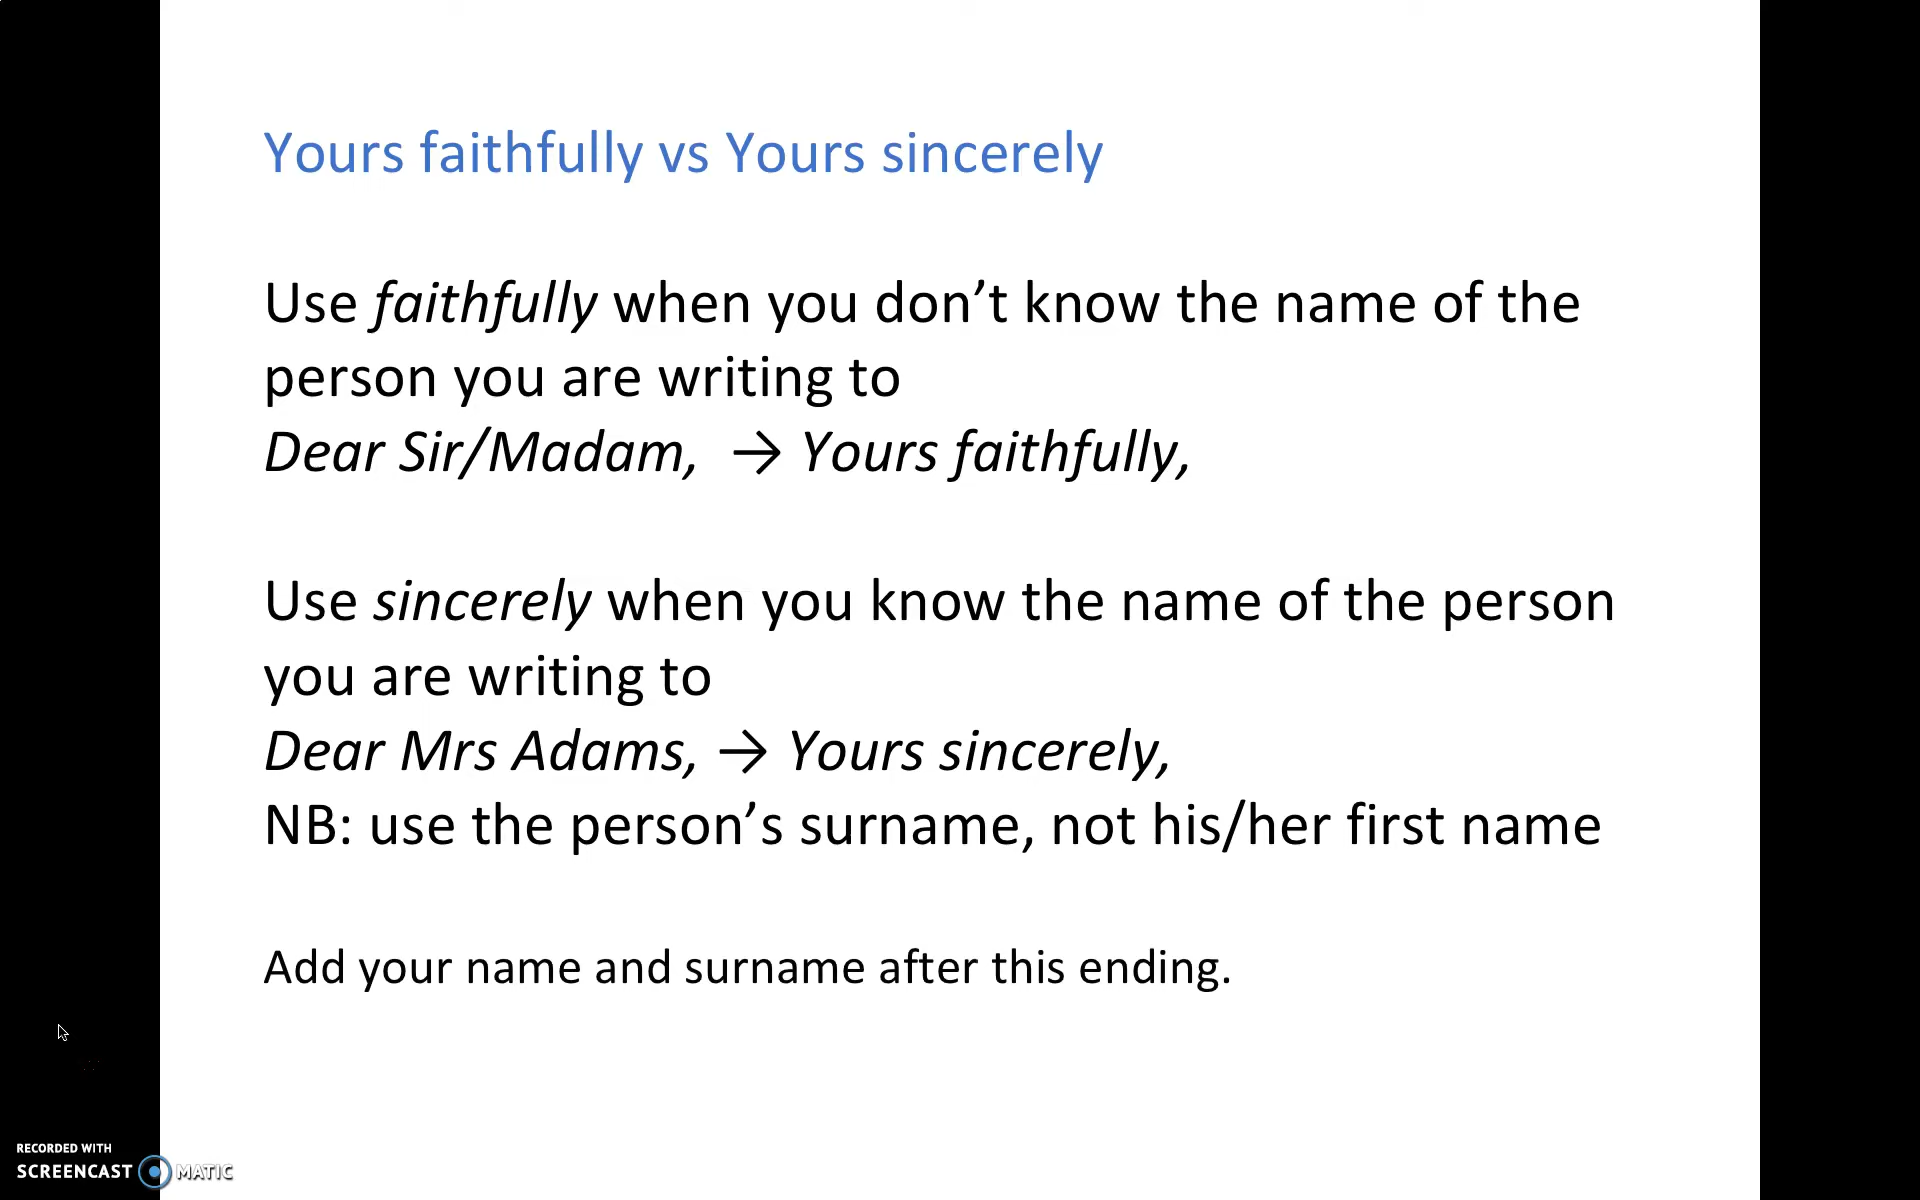 Yours faithfully vs Yours sincerely
Use faithfully when you don’t know the name of the
person you are writing to
Dear Sir/Madam, → Yours faithfully,
Use sincerely when you know the name of the person
you are writing to
Dear Mrs Adams, → Yours sincerely,
NB: use the person’s surname, not his/her first name
Add your name and surname after this ending.
RECORDED WITH
SCREENCAST MATIC